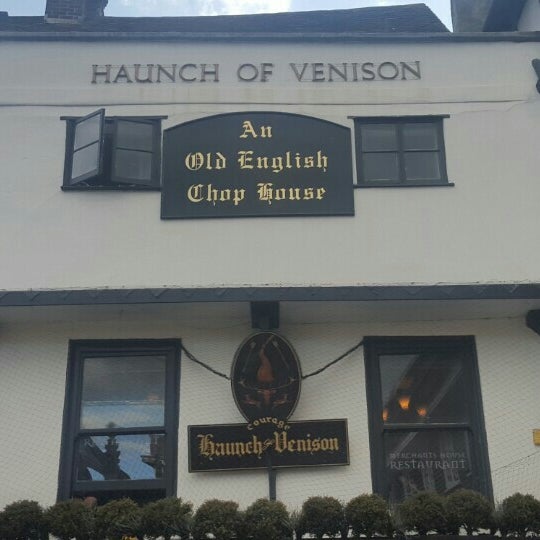 HAUNCH OF VENISON
An
Old English
Chop House
courage
Haunch of Venison
MERCHANTS HOUSE
RESTAURANT